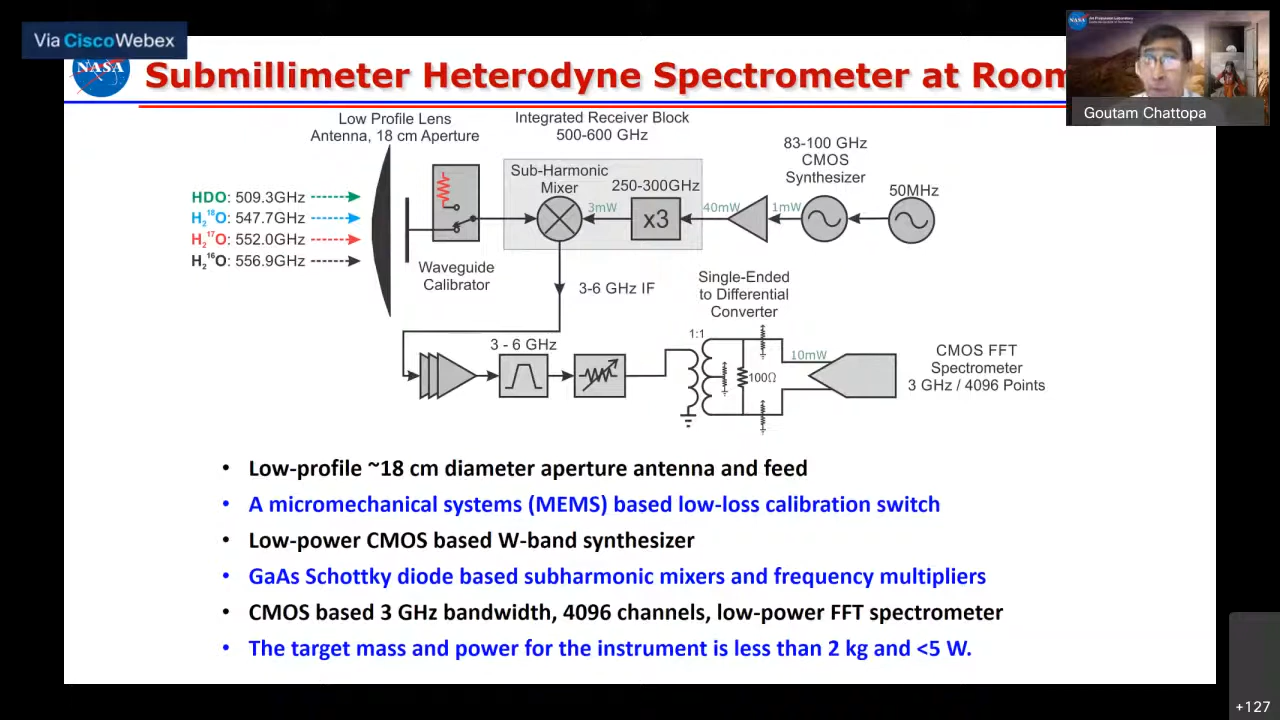 Via CiscoWebex
NASA
Submillimeter Heterodyne Spectrometer at Room
NASA
Goutam Chattopa
Low Profile Lens
Antenna, 18 cm Aperture
Integrated Receiver Block
500-600 GHz
83-100 GHz
CMOS
Synthesizer
50MHz
Sub-Harmonic
Mixer
250-300GHz
3mW
x3
40mW
1mW
HDO: 509.3GHz
H₂¹⁸O: 547.7GHz
H₂¹⁷O: 552.0GHz
H₂¹⁶O: 556.9GHz
Waveguide
Calibrator
3-6 GHz IF
Single-Ended
to Differential
Converter
3 - 6 GHz
1:1
100Ω
10mW
CMOS FFT
Spectrometer
3 GHz / 4096 Points
• Low-profile ~18 cm diameter aperture antenna and feed
• A micromechanical systems (MEMS) based low-loss calibration switch
• Low-power CMOS based W-band synthesizer
• GaAs Schottky diode based subharmonic mixers and frequency multipliers
• CMOS based 3 GHz bandwidth, 4096 channels, low-power FFT spectrometer
• The target mass and power for the instrument is less than 2 kg and <5 W.
+127